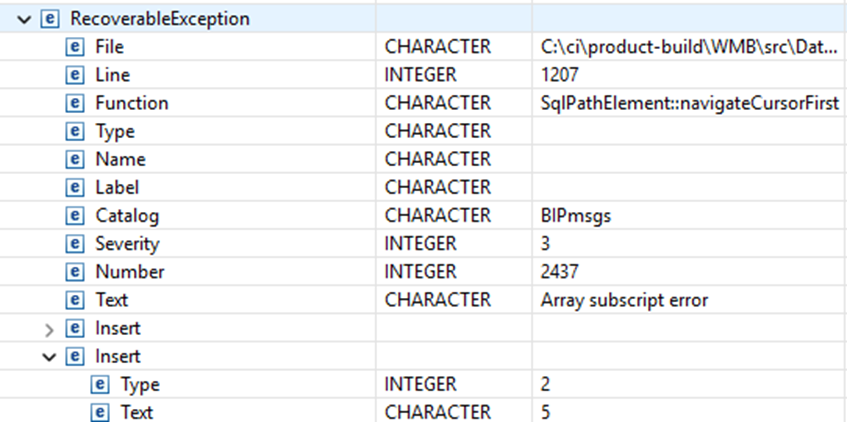 RecoverableException
File CHARACTER C:\ci\product-build\WMB\src\Dat...
Line INTEGER 1207
Function CHARACTER SqlPathElement::navigateCursorFirst
Type CHARACTER
Name CHARACTER
Label CHARACTER
Catalog CHARACTER BIPmsgs
Severity INTEGER 3
Number INTEGER 2437
Text CHARACTER Array subscript error
Insert
Insert
Type INTEGER 2
Text CHARACTER 5